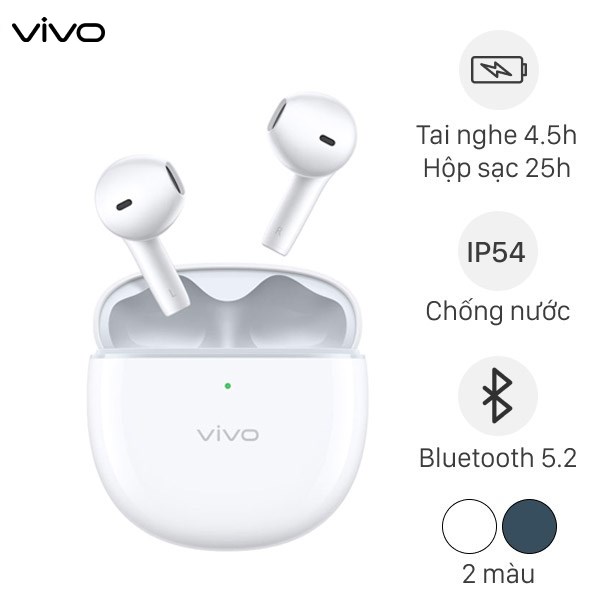 vivo
Tai nghe 4.5h
Hộp sạc 25h
IP54
Chống nước
Bluetooth 5.2
2 màu
R
L
vivo